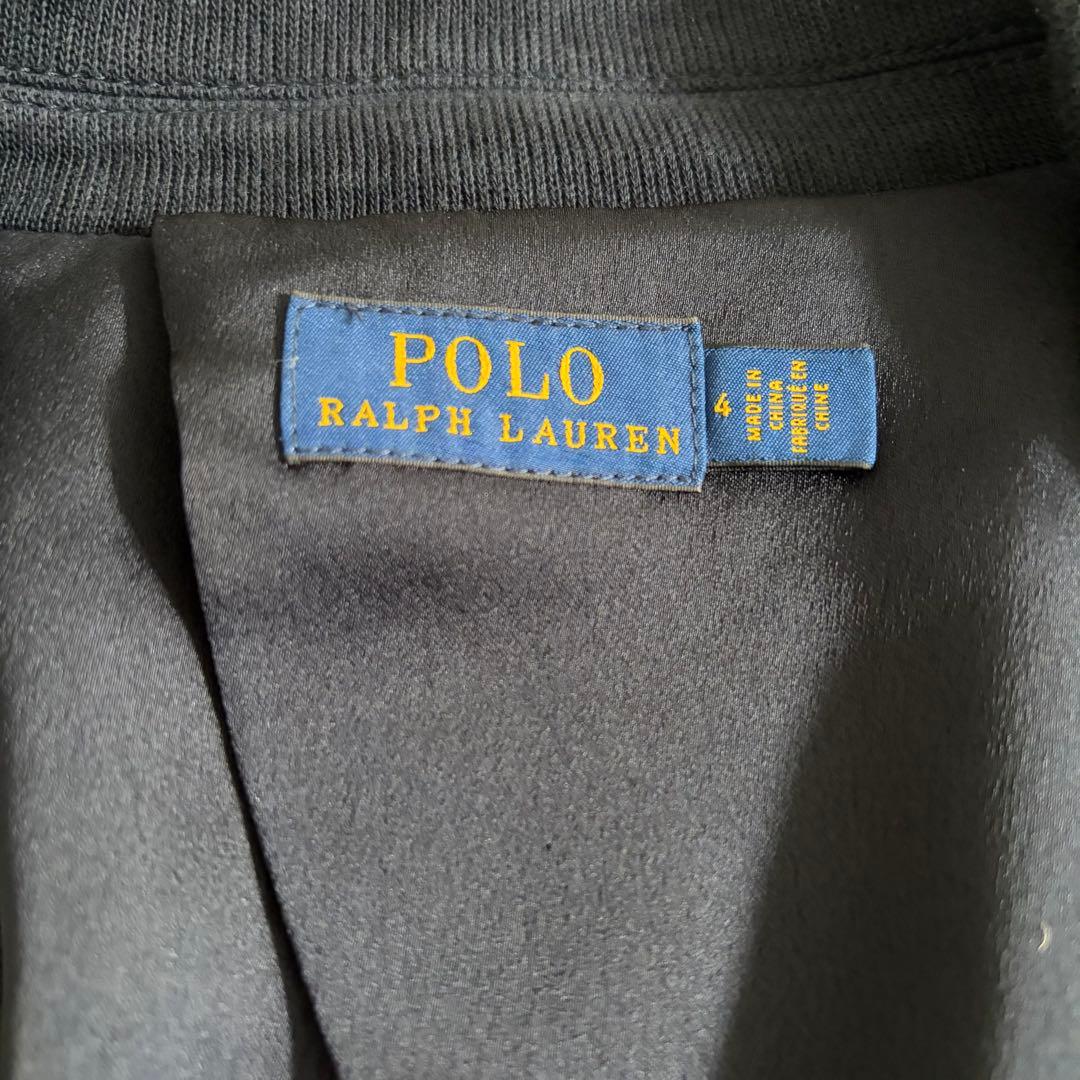 POLO
RALPH LAUREN
4
MADE IN
CHINA
FABRIQUÉ EN
CHINE